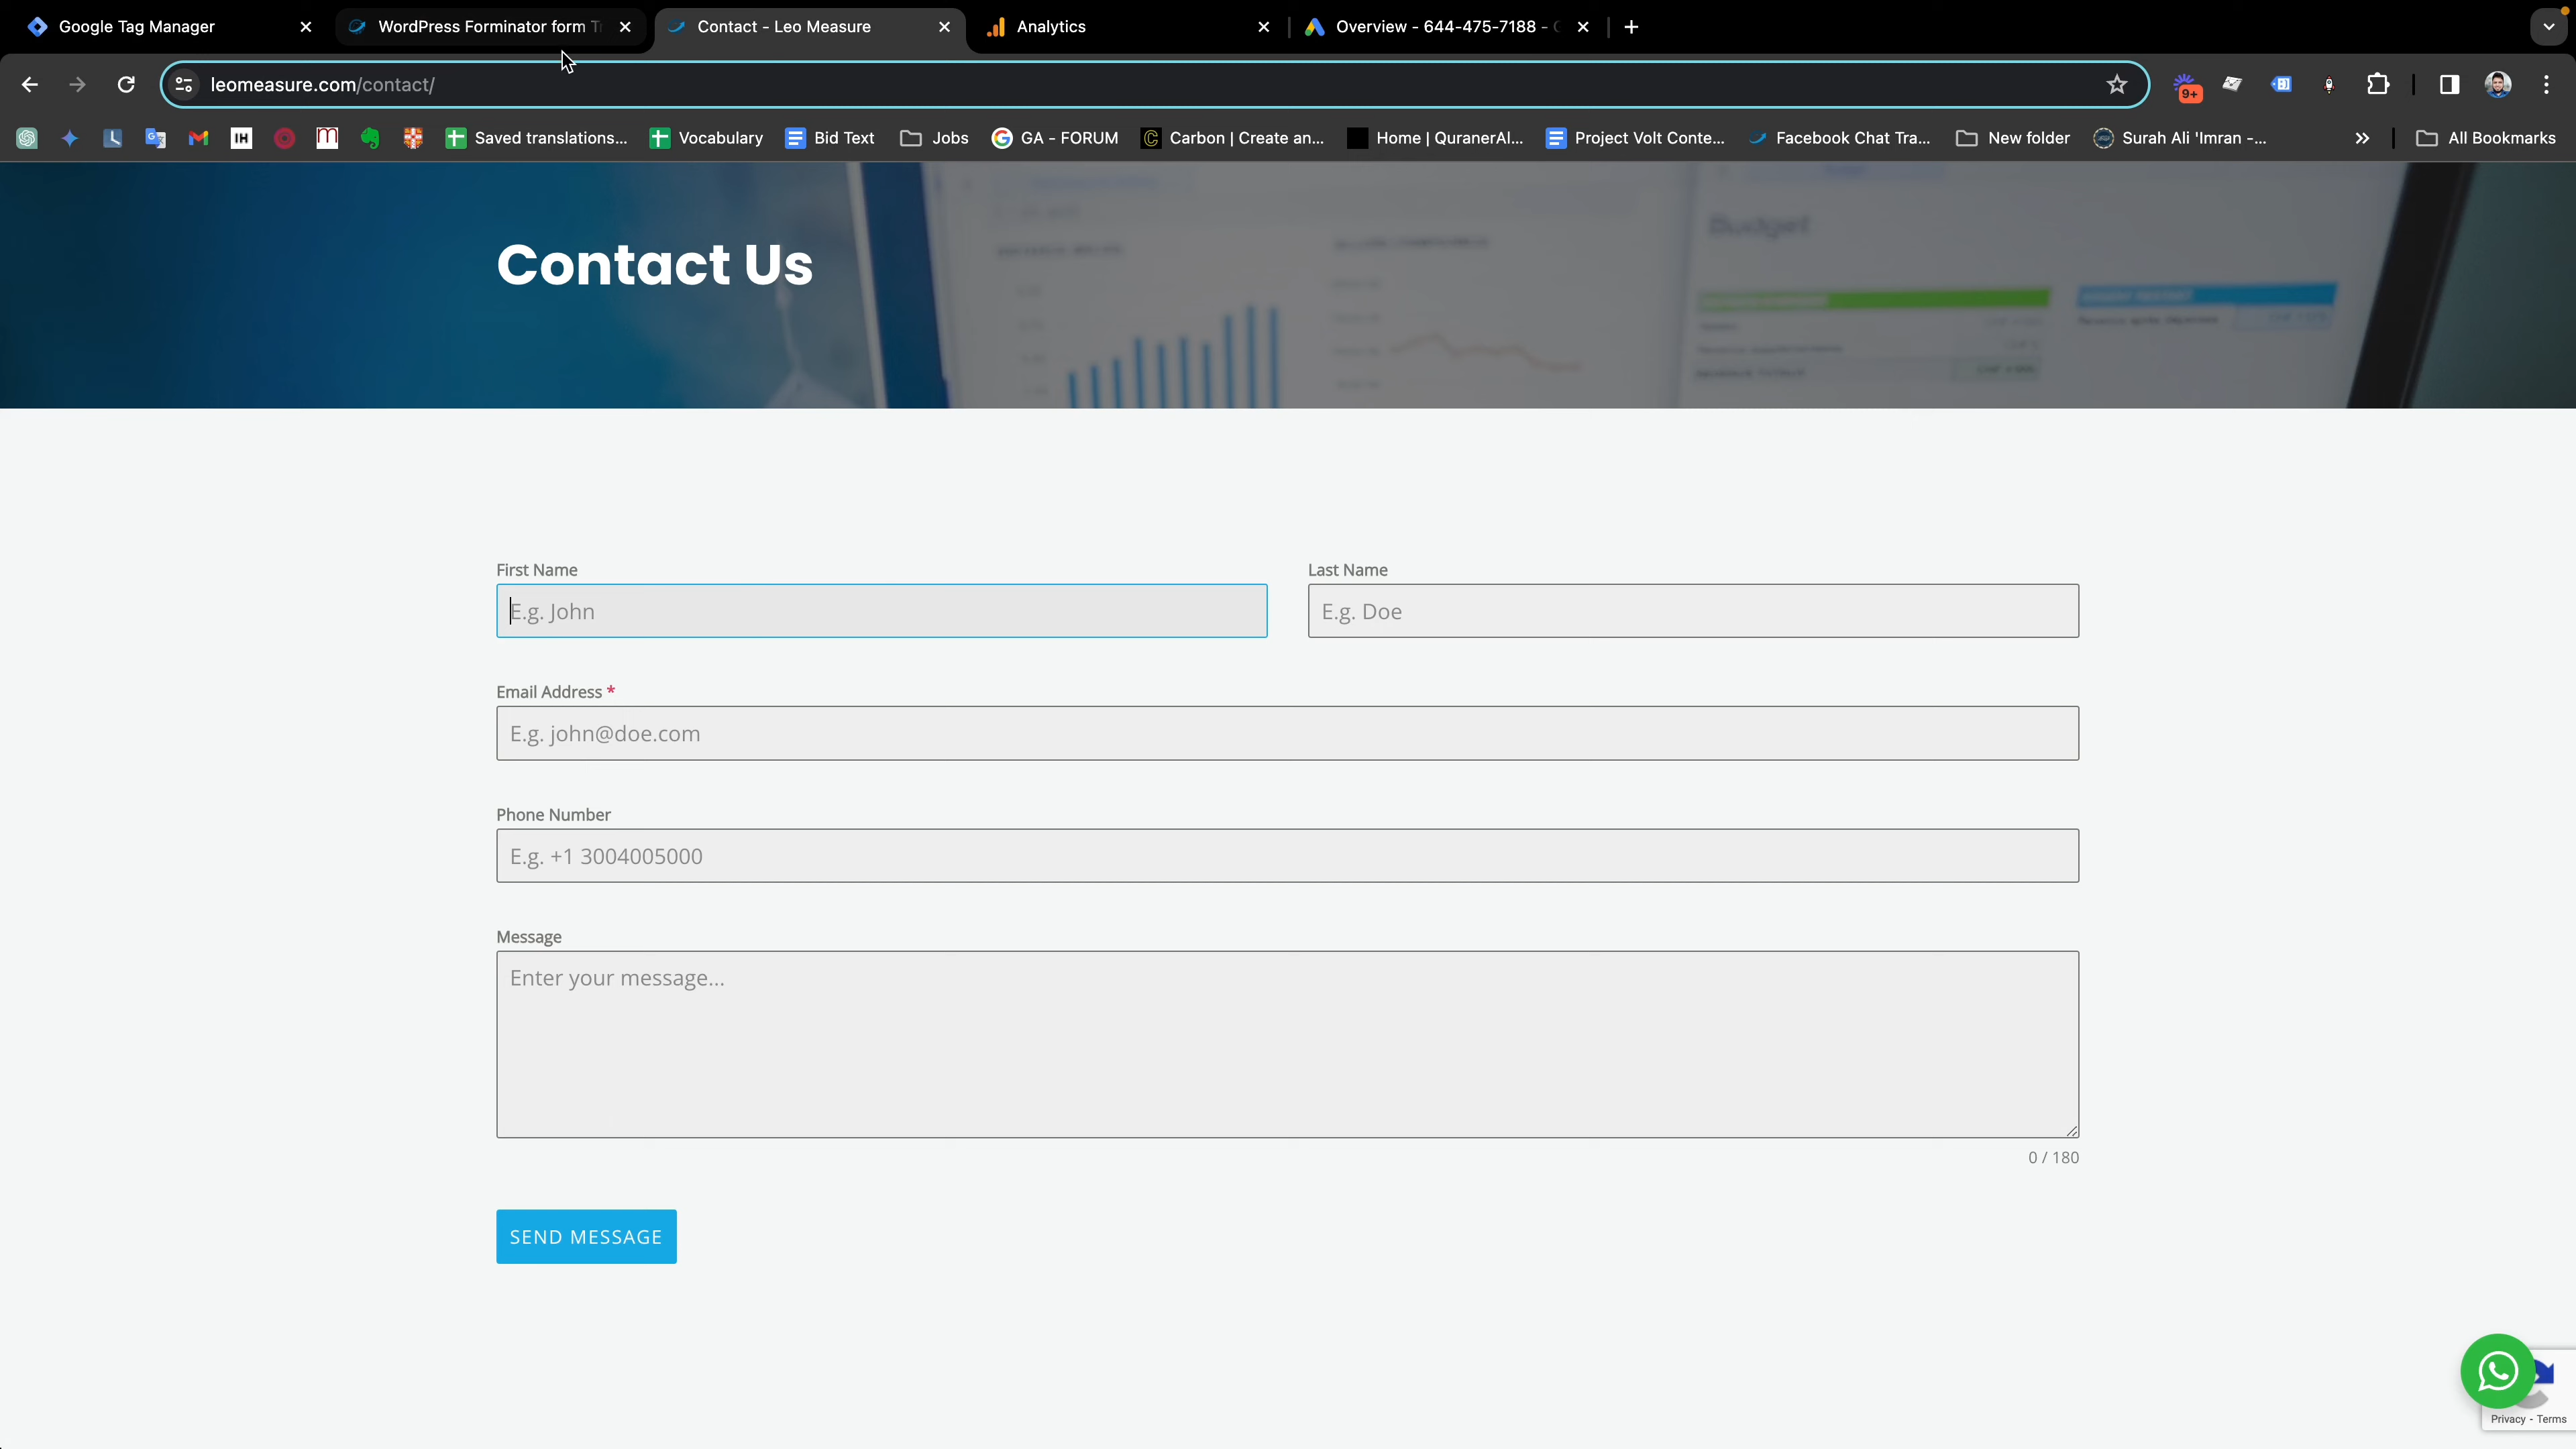 Google Tag Manager
WordPress Forminator form Tr
Contact - Leo Measure
Analytics
Overview - 644-475-7188 -
leomeasure.com/contact/
9+
IH
Saved translations...
Vocabulary
Bid Text
Jobs
GA - FORUM
Carbon | Create an...
Home | QuranerAl...
Project Volt Conte...
Facebook Chat Tra...
New folder
Surah Ali 'Imran -...
All Bookmarks
Budget
Contact Us
First Name
Last Name
E.g. John
E.g. Doe
Email Address *
E.g. john@doe.com
Phone Number
E.g. +1 3004005000
Message
Enter your message...
0 / 180
SEND MESSAGE
Privacy - Terms